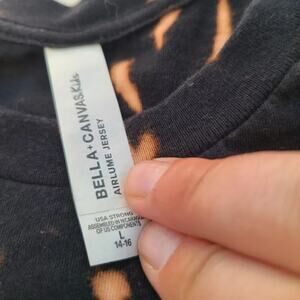 BELLA+CANVAS.Kids
AIRLUME JERSEY
USA STRONG
ASSEMBLED IN NICARAGUA
OF US COMPONENTS
L
14-16